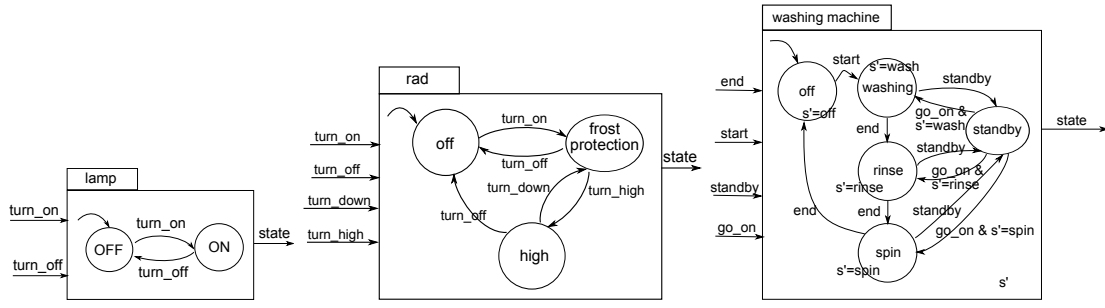 lamp
turn_on
turn_off
OFF
turn_on
turn_off
ON
state
rad
turn_on
turn_off
turn_down
turn_high
off
turn_on
turn_off
frost
protection
turn_down
turn_high
turn_off
high
state
washing machine
end
start
standby
go_on
off
s'=off
start
s'=wash
washing
standby
go_on &
s'=wash
standby
end
standby
rinse
go_on &
s'=rinse
s'=rinse
end
end
standby
go_on & s'=spin
spin
s'=spin
s'
state